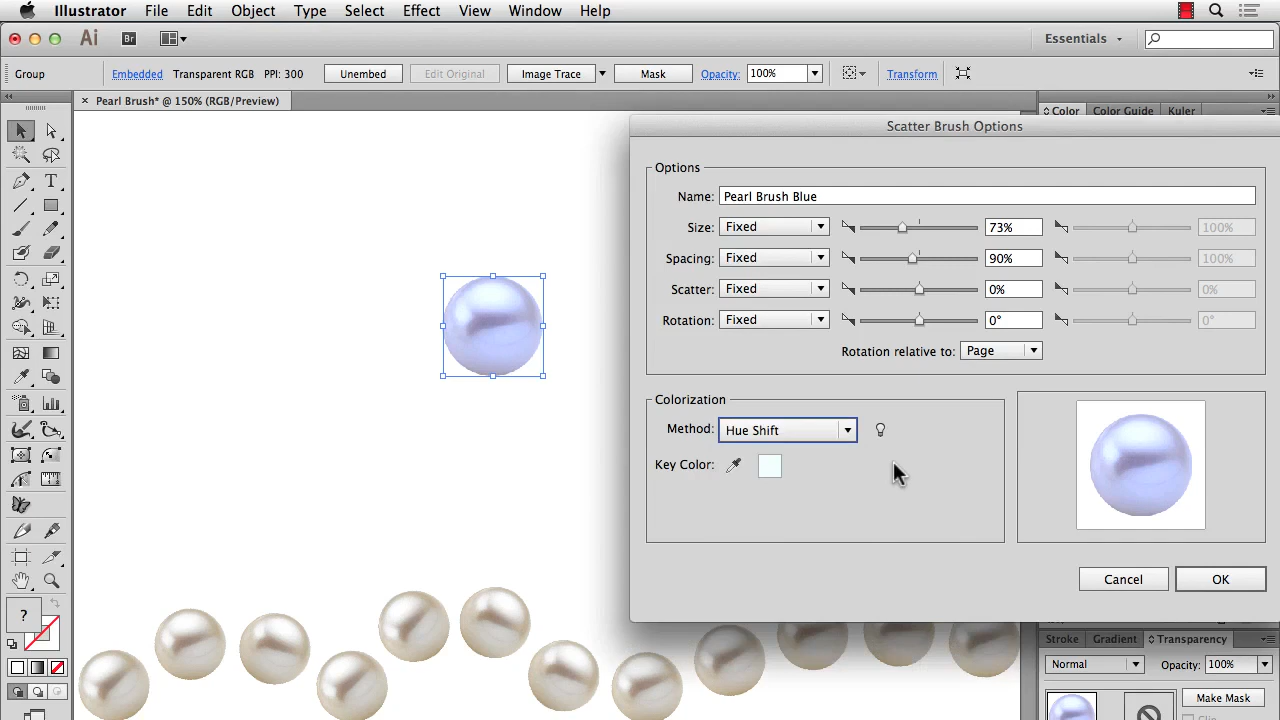 Illustrator File Edit Object Type Select Effect View Window Help
Ai Br Essentials
Group Embedded Transparent RGB PPI: 300 Unembed Edit Original Image Trace Mask Opacity: 100% Transform
× Pearl Brush* @ 150% (RGB/Preview) Color Color Guide Kuler
Scatter Brush Options
Options
Name: Pearl Brush Blue
Size: Fixed 73% 100%
Spacing: Fixed 90% 100%
Scatter: Fixed 0% 0%
Rotation: Fixed 0° 0°
Rotation relative to: Page
Colorization
Method: Hue Shift
Key Color:
Cancel OK
?
Stroke Gradient Transparency
Normal Opacity: 100%
Make Mask
Clip